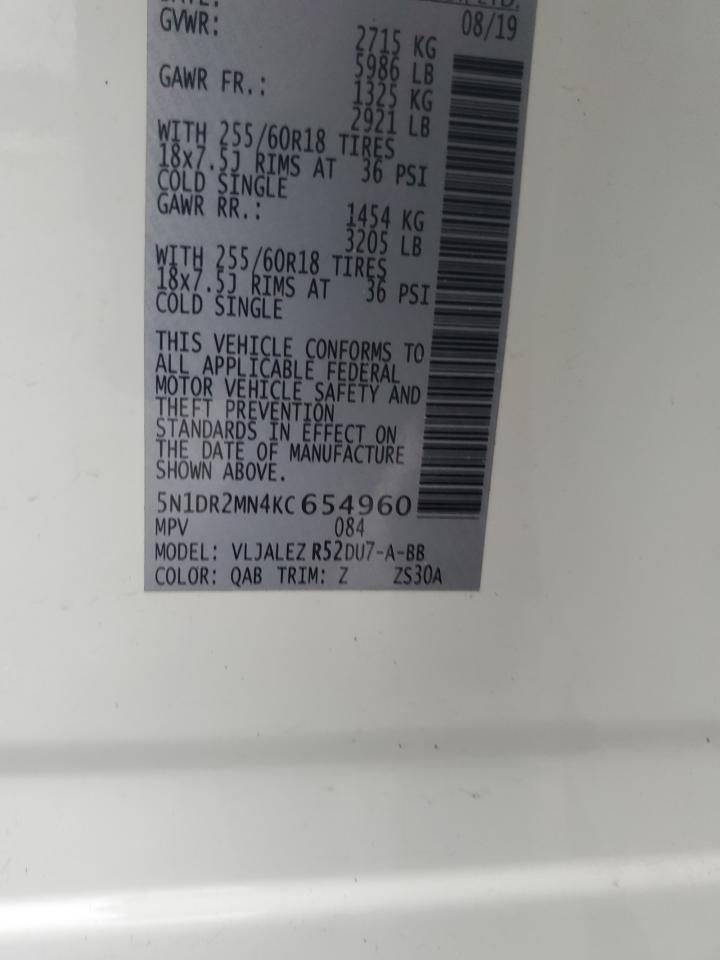 08/19
GVWR: 2715 KG
5986 LB
GAWR FR.: 1325 KG
2921 LB
WITH 255/60R18 TIRES
18x7.5J RIMS AT 36 PSI
COLD SINGLE
GAWR RR.: 1454 KG
3205 LB
WITH 255/60R18 TIRES
18x7.5J RIMS AT 36 PSI
COLD SINGLE
THIS VEHICLE CONFORMS TO
ALL APPLICABLE FEDERAL
MOTOR VEHICLE SAFETY AND
THEFT PREVENTION
STANDARDS IN EFFECT ON
THE DATE OF MANUFACTURE
SHOWN ABOVE.
5N1DR2MN4KC 654960
MPV 084
MODEL: VLJALEZ R52DU7-A-BB
COLOR: QAB TRIM: Z ZS30A